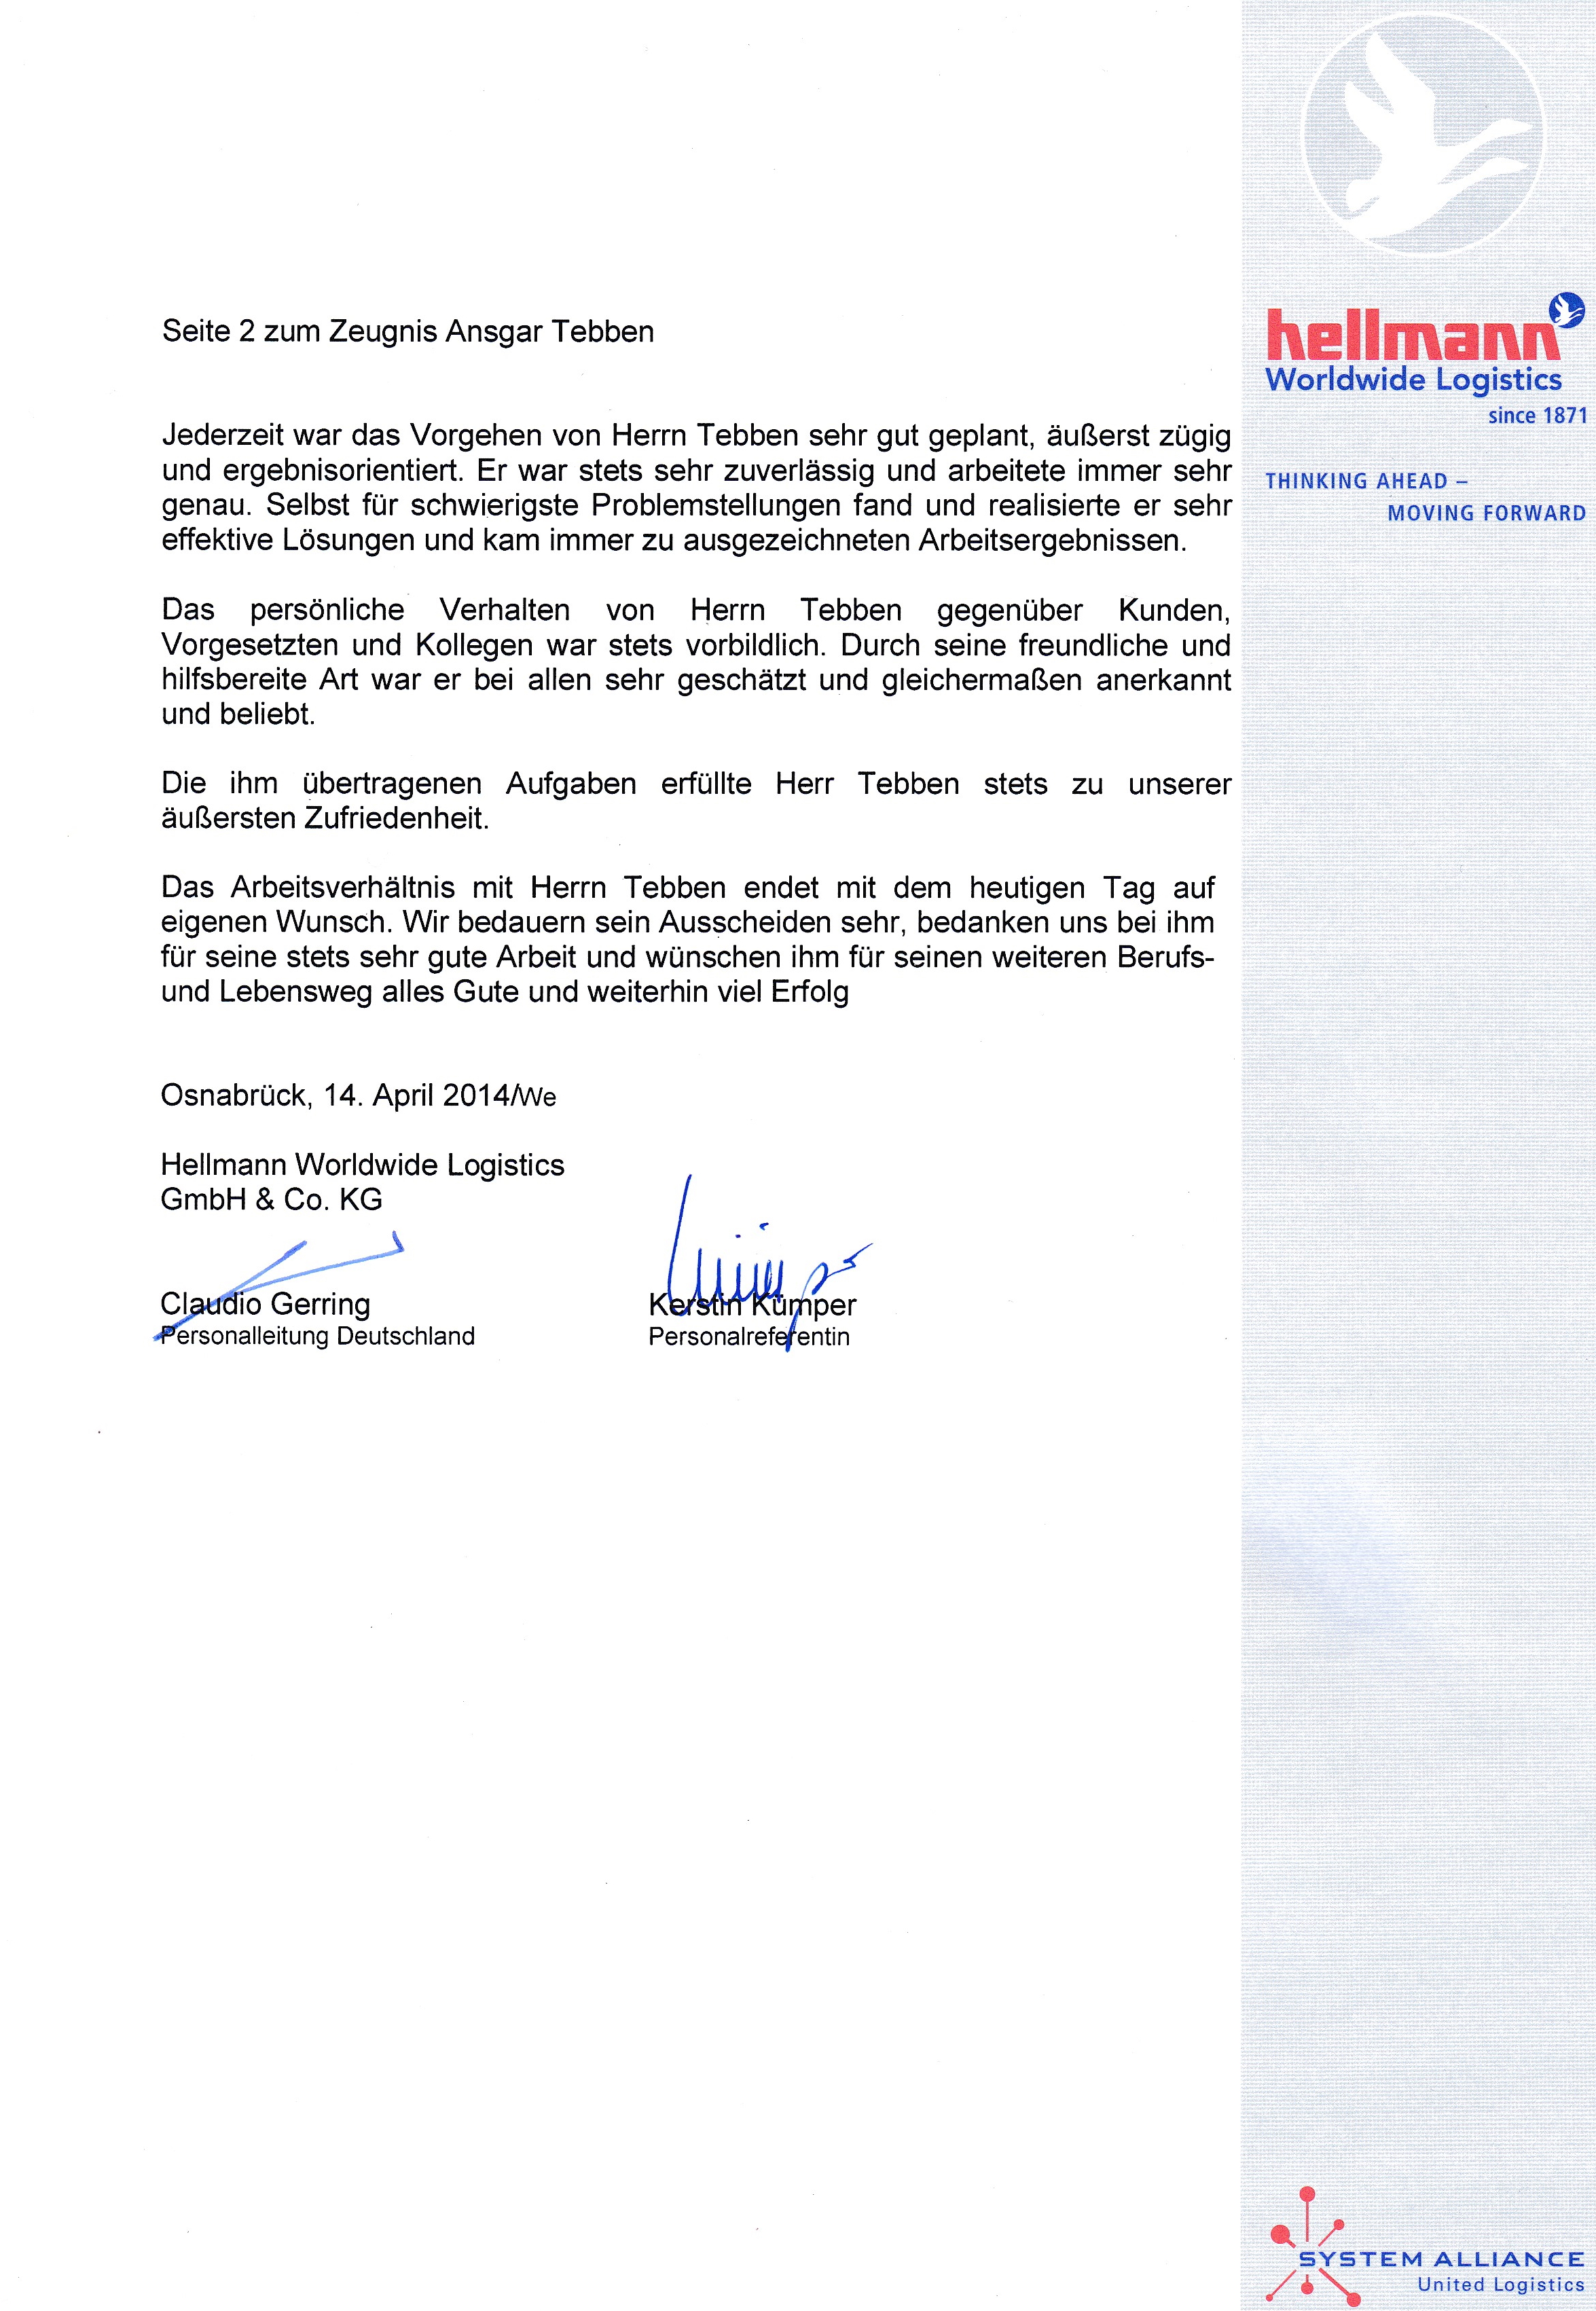 Seite 2 zum Zeugnis Ansgar Tebben
Jederzeit war das Vorgehen von Herrn Tebben sehr gut geplant, äußerst zügig
und ergebnisorientiert. Er war stets sehr zuverlässig und arbeitete immer sehr
genau. Selbst für schwierigste Problemstellungen fand und realisierte er sehr
effektive Lösungen und kam immer zu ausgezeichneten Arbeitsergebnissen.
Das persönliche Verhalten von Herrn Tebben gegenüber Kunden,
Vorgesetzten und Kollegen war stets vorbildlich. Durch seine freundliche und
hilfsbereite Art war er bei allen sehr geschätzt und gleichermaßen anerkannt
und beliebt.
Die ihm übertragenen Aufgaben erfüllte Herr Tebben stets zu unserer
äußersten Zufriedenheit.
Das Arbeitsverhältnis mit Herrn Tebben endet mit dem heutigen Tag auf
eigenen Wunsch. Wir bedauern sein Ausscheiden sehr, bedanken uns bei ihm
für seine stets sehr gute Arbeit und wünschen ihm für seinen weiteren Berufs-
und Lebensweg alles Gute und weiterhin viel Erfolg
Osnabrück, 14. April 2014/We
Hellmann Worldwide Logistics
GmbH & Co. KG
Claudio Gerring
Personalleitung Deutschland
Kerstin Kümper
Personalreferentin
hellmann
Worldwide Logistics
since 1871
THINKING AHEAD –
MOVING FORWARD
SYSTEM ALLIANCE
United Logistics